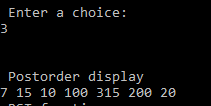 Enter a choice:
3
Postorder display
7 15 10 100 315 200 20